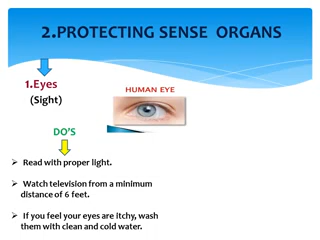 2.PROTECTING SENSE ORGANS
1.Eyes
(Sight)
HUMAN EYE
DO'S
➢ Read with proper light.
➢ Watch television from a minimum
distance of 6 feet.
➢ If you feel your eyes are itchy, wash
them with clean and cold water.